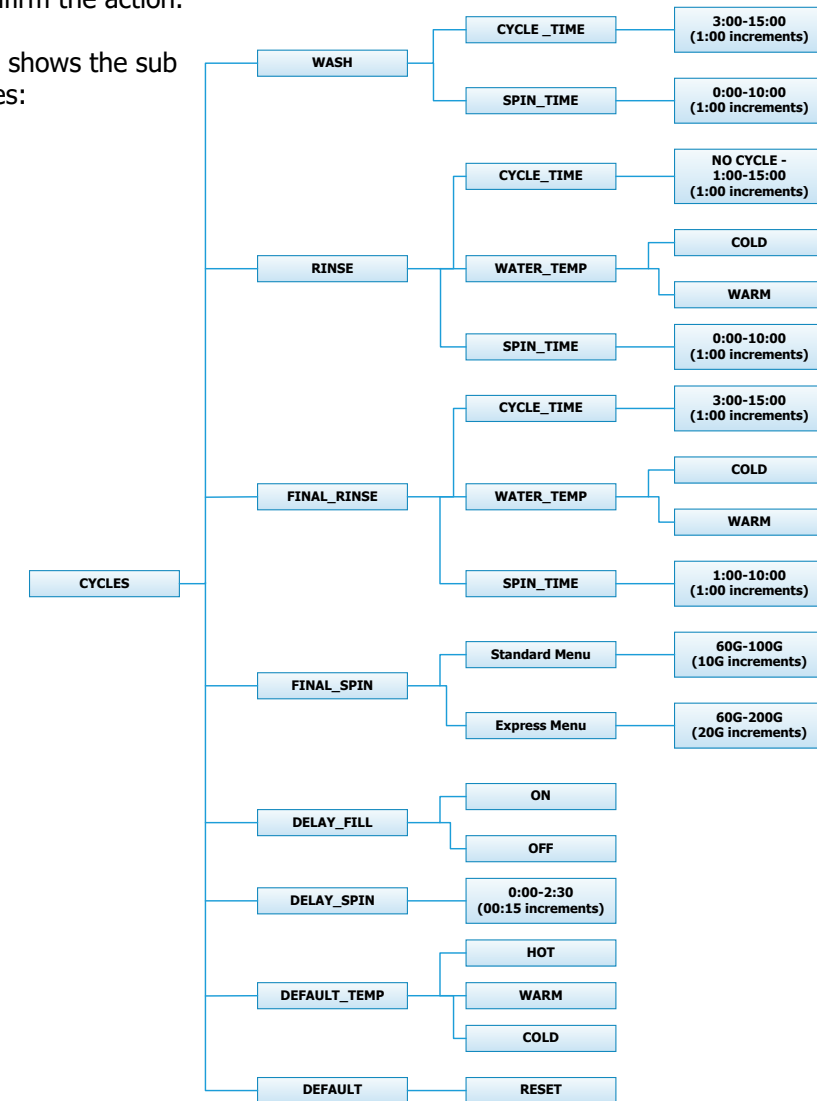 firm the action.
shows the sub
es:
CYCLES
WASH
CYCLE _TIME
3:00-15:00
(1:00 increments)
SPIN_TIME
0:00-10:00
(1:00 increments)
RINSE
CYCLE_TIME
NO CYCLE -
1:00-15:00
(1:00 increments)
WATER_TEMP
COLD
WARM
SPIN_TIME
0:00-10:00
(1:00 increments)
FINAL_RINSE
CYCLE_TIME
3:00-15:00
(1:00 increments)
WATER_TEMP
COLD
WARM
SPIN_TIME
1:00-10:00
(1:00 increments)
FINAL_SPIN
Standard Menu
60G-100G
(10G increments)
Express Menu
60G-200G
(20G increments)
DELAY_FILL
ON
OFF
DELAY_SPIN
0:00-2:30
(00:15 increments)
DEFAULT_TEMP
HOT
WARM
COLD
DEFAULT
RESET